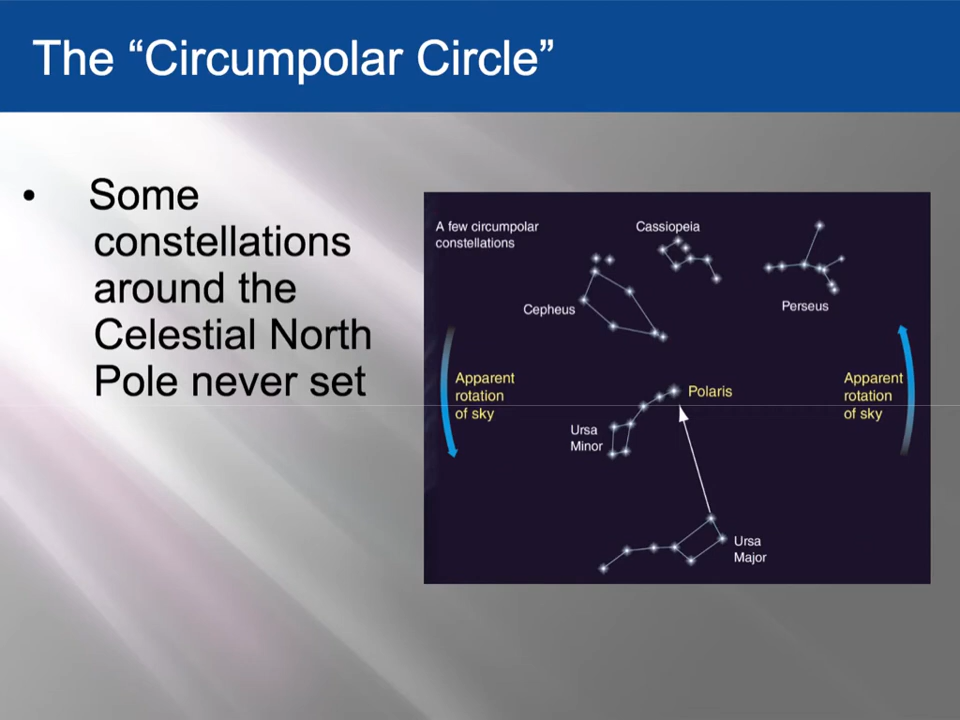 The “Circumpolar Circle”
• Some
constellations
around the
Celestial North
Pole never set
A few circumpolar
constellations
Cassiopeia
Cepheus
Perseus
Apparent
rotation
of sky
Polaris
Apparent
rotation
of sky
Ursa
Minor
Ursa
Major